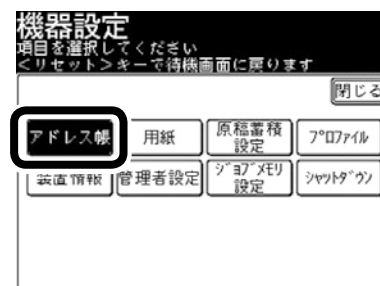 機器設定
項目を選択してください
<リセット>キーで待機画面に戻ります
閉じる
アドレス帳 用紙 原稿蓄積設定 プロファイル
装置情報 管理者設定 ジョブメモリ設定 シャットダウン